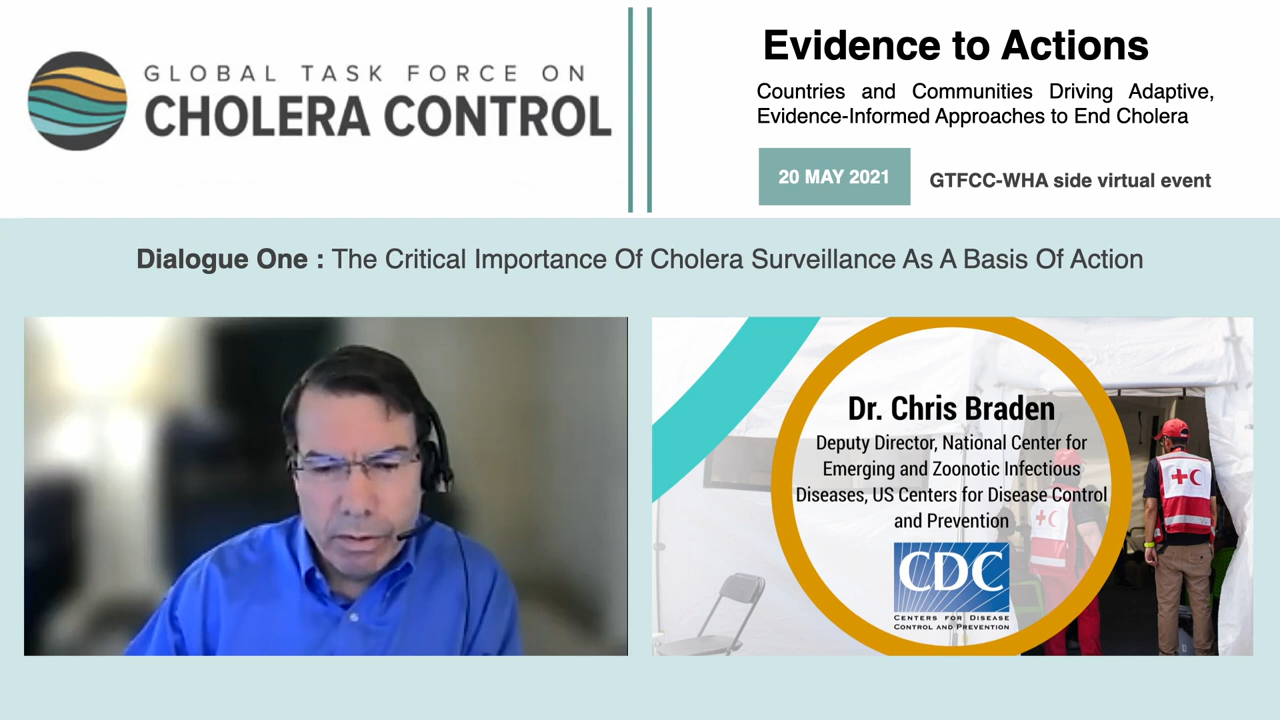 GLOBAL TASK FORCE ON
CHOLERA CONTROL
Evidence to Actions
Countries and Communities Driving Adaptive,
Evidence-Informed Approaches to End Cholera
20 MAY 2021
GTFCC-WHA side virtual event
Dialogue One : The Critical Importance Of Cholera Surveillance As A Basis Of Action
Dr. Chris Braden
Deputy Director, National Center for
Emerging and Zoonotic Infectious
Diseases, US Centers for Disease Control
and Prevention
CDC
CENTERS FOR DISEASE
CONTROL AND PREVENTION